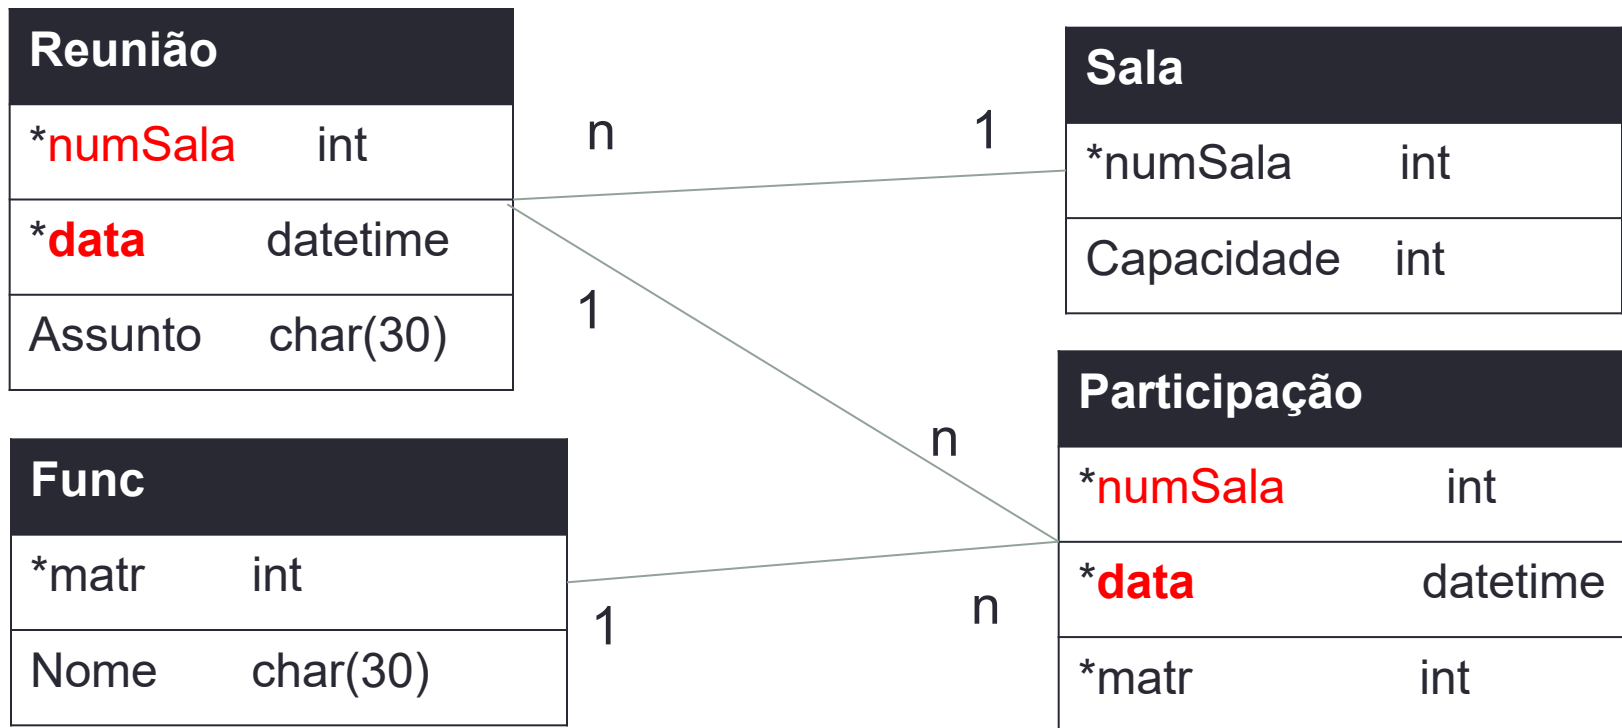 Reunião
*numSala int
*data datetime
Assunto char(30)
n
1
1
n
Sala
*numSala int
Capacidade int
Func
*matr int
Nome char(30)
1
n
Participação
*numSala int
*data datetime
*matr int